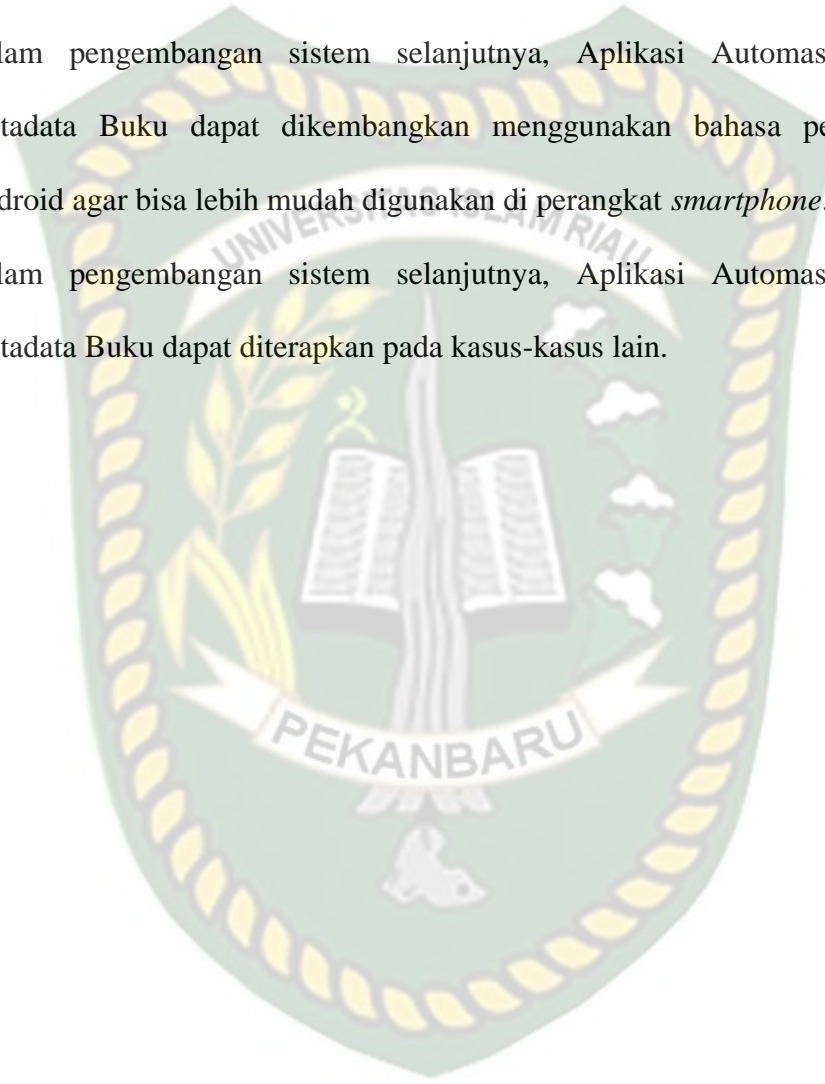 lam pengembangan sistem selanjutnya, Aplikasi Automas
tadata Buku dapat dikembangkan menggunakan bahasa pe
droid agar bisa lebih mudah digunakan di perangkat smartphone.
UNIVERSITAS ISLAM RIAU
lam pengembangan sistem selanjutnya, Aplikasi Automas
tadata Buku dapat diterapkan pada kasus-kasus lain.
PEKANBARU